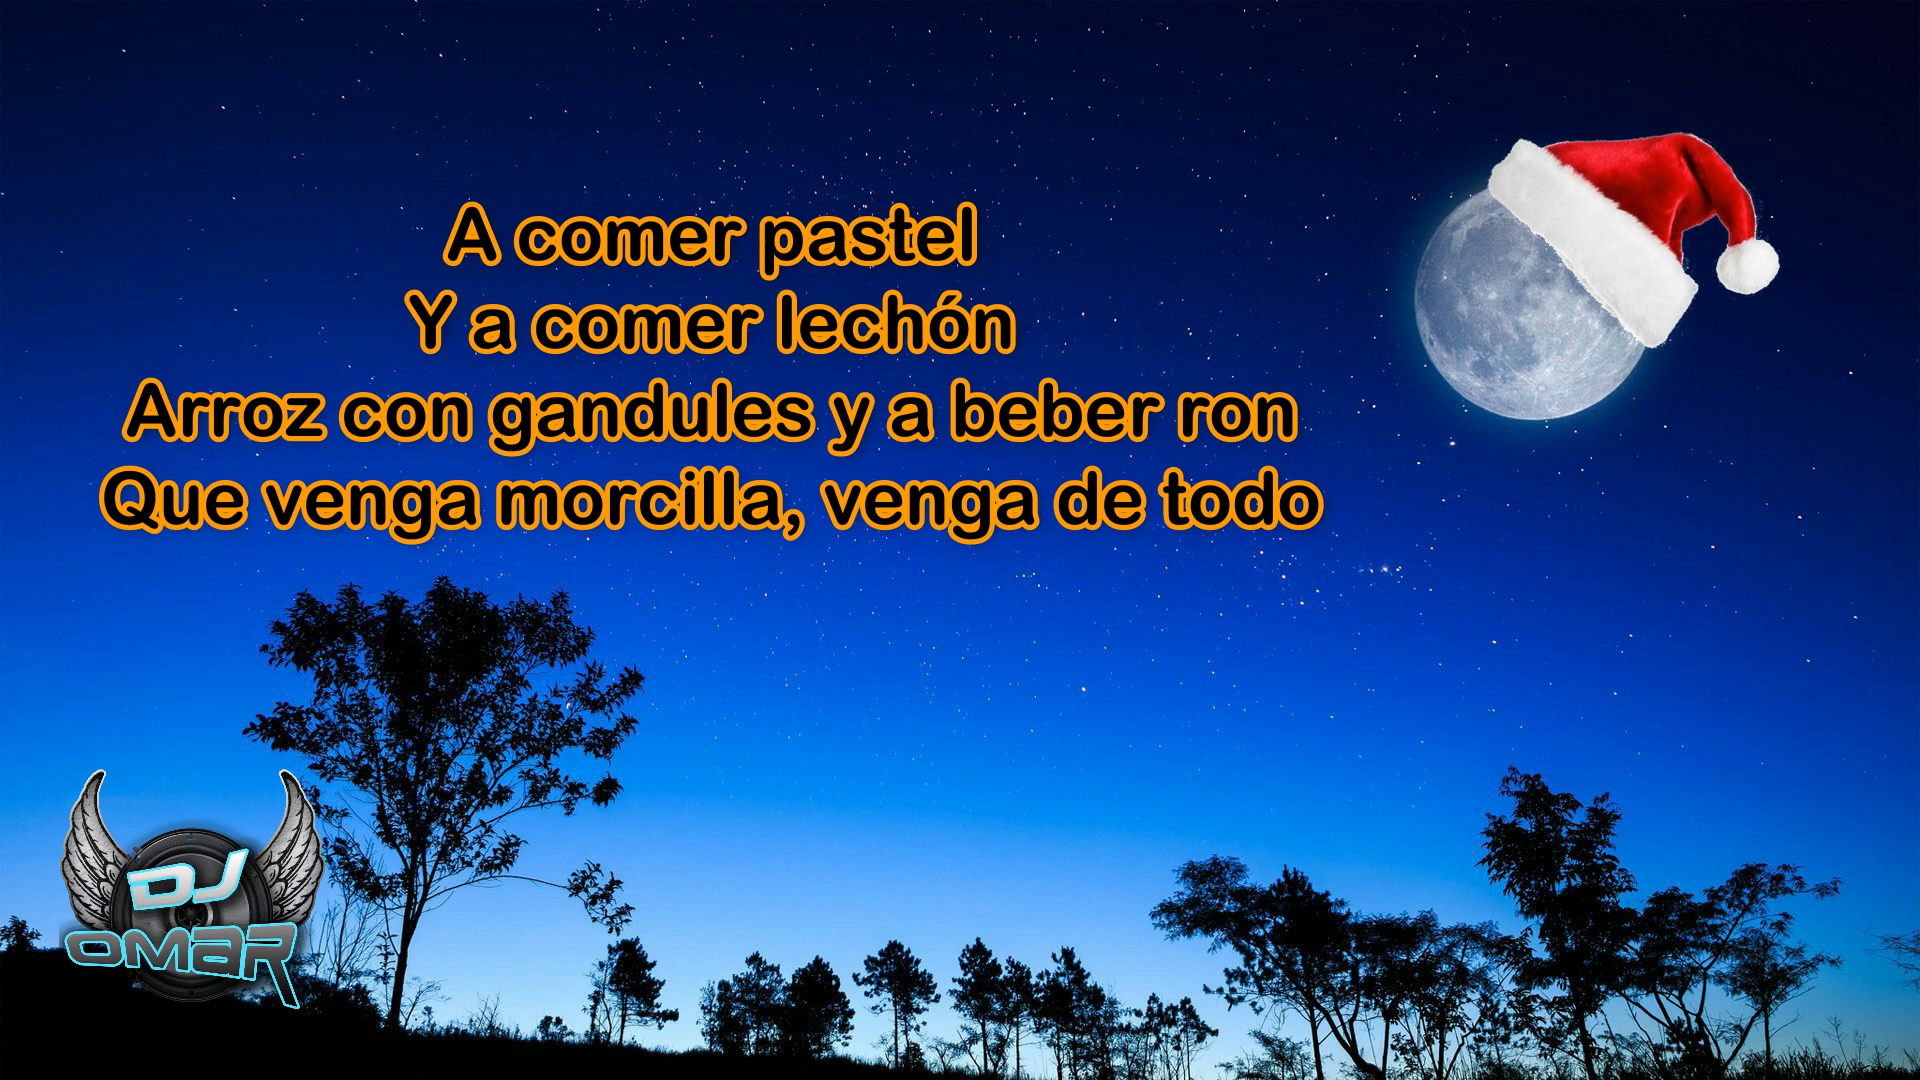 A comer pastel
Y a comer lechón
Arroz con gandules y a beber ron
Que venga morcilla, venga de todo
DJ
OMAR